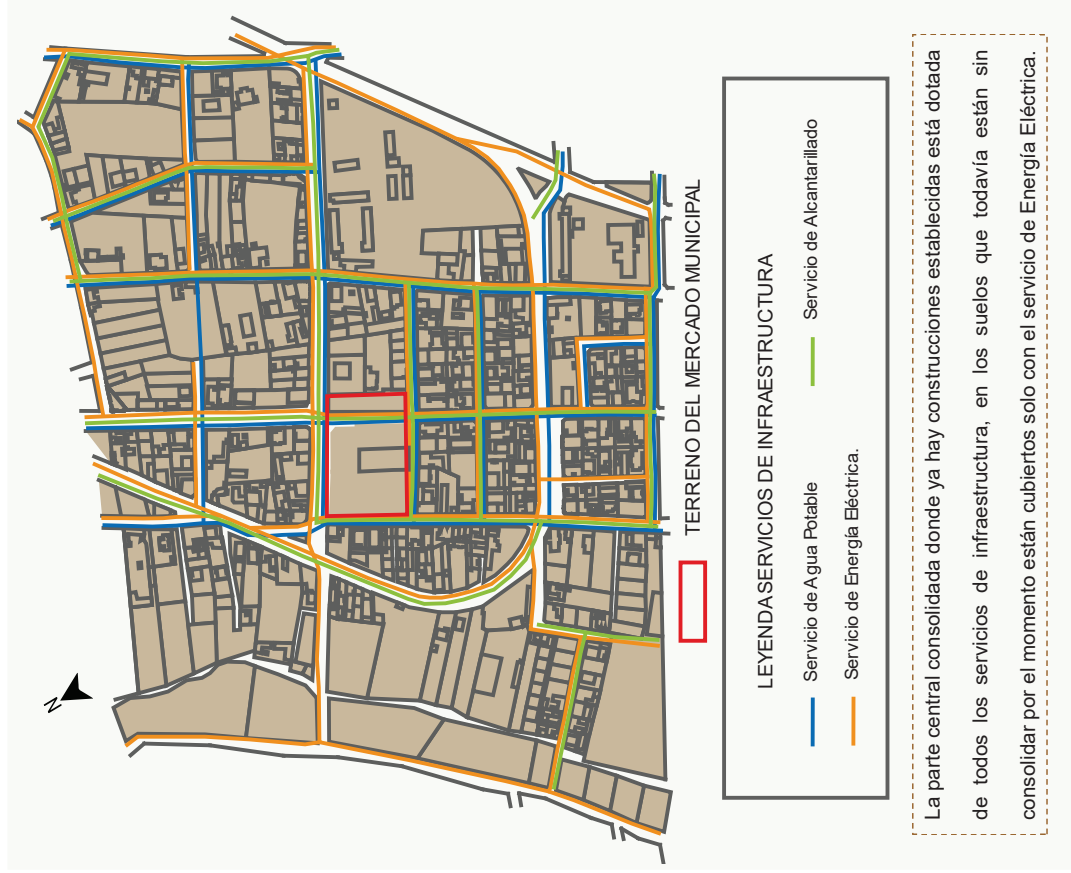 N
TERRENO DEL MERCADO MUNICIPAL
LEYENDASERVICIOS DE INFRAESTRUCTURA
Servicio de Agua Potable
Servicio de Alcantarillado
Servicio de Energía Eléctrica.
La parte central consolidada donde ya hay construcciones establecidas está dotada
de todos los servicios de infraestructura, en los suelos que todavía están sin
consolidar por el momento están cubiertos solo con el servicio de Energía Eléctrica.